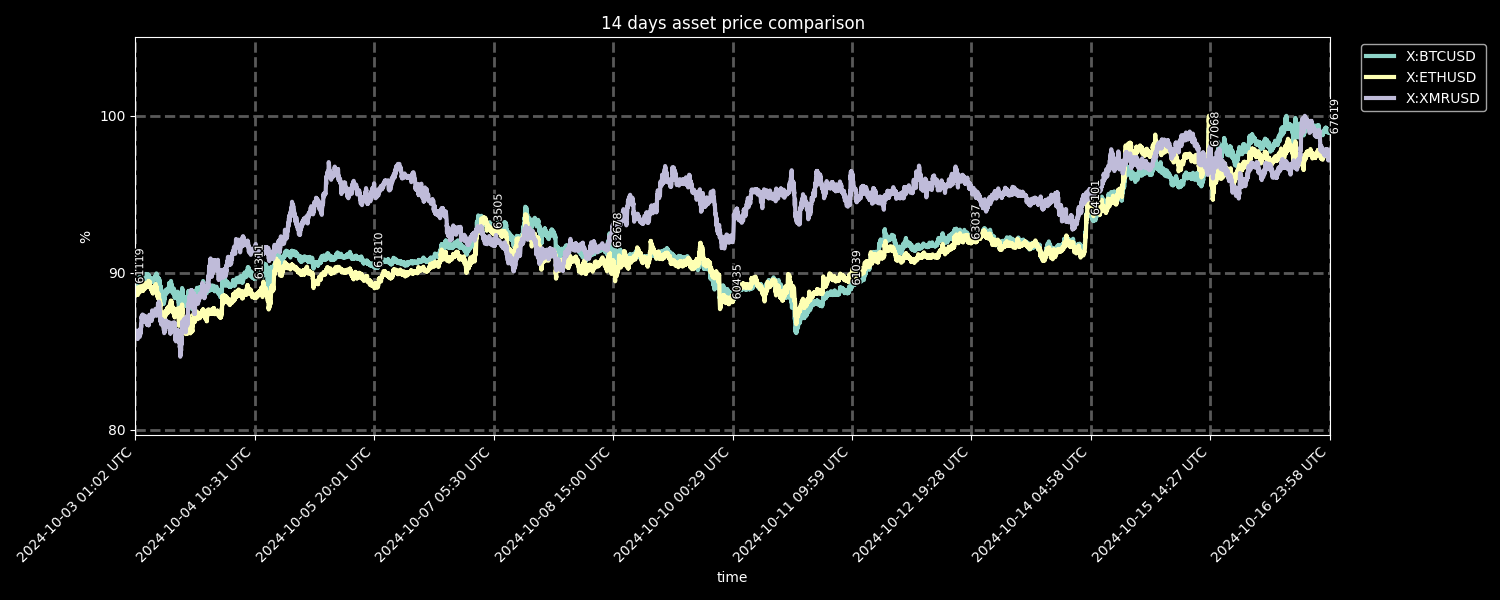 14 days asset price comparison
X:BTCUSD
X:ETHUSD
X:XMRUSD
%
100
90
80
61119
61311
61810
63505
62678
60435
61039
63037
64101
67068
67619
2024-10-03 01:02 UTC
2024-10-04 10:31 UTC
2024-10-05 20:01 UTC
2024-10-07 05:30 UTC
2024-10-08 15:00 UTC
2024-10-10 00:29 UTC
2024-10-11 09:59 UTC
2024-10-12 19:28 UTC
2024-10-14 04:58 UTC
2024-10-15 14:27 UTC
2024-10-16 23:58 UTC
time